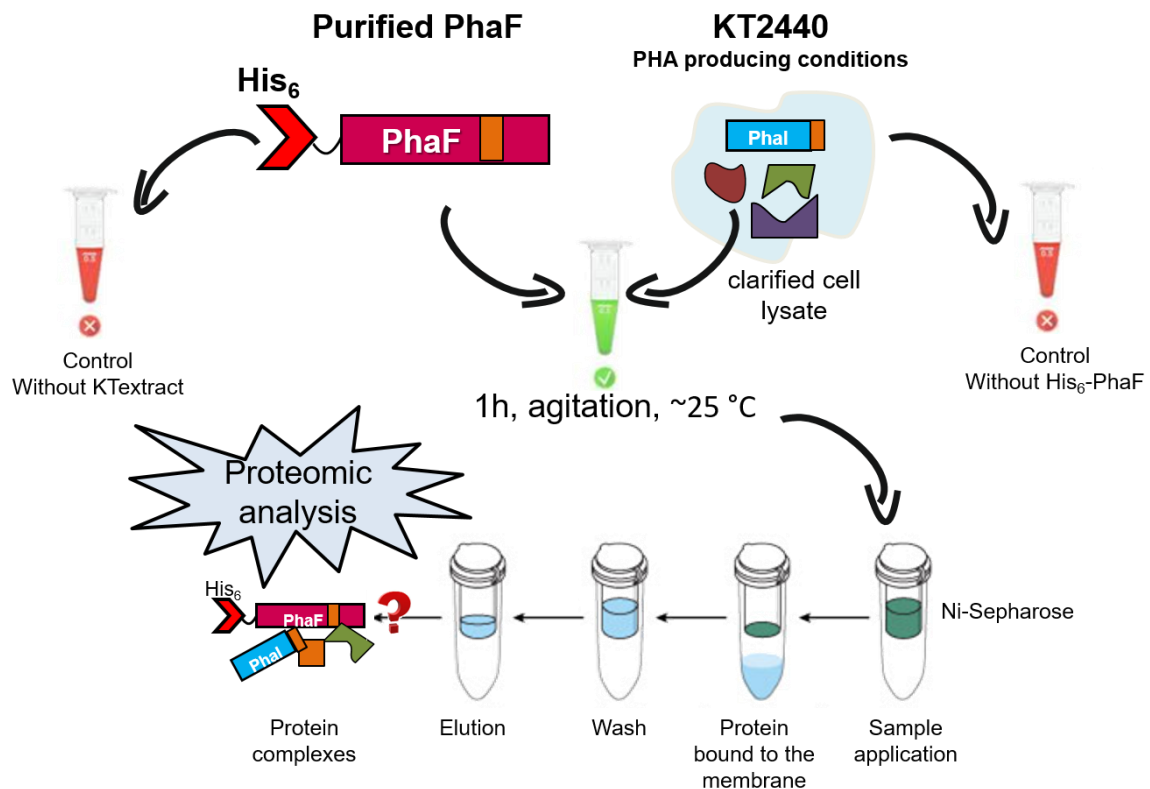 Purified PhaF
KT2440
PHA producing conditions
His₆
PhaF
PhaI
clarified cell
lysate
Control
Without KTextract
Control
Without His₆-PhaF
1h, agitation, ~25 °C
Proteomic
analysis
His₆
PhaF
PhaI
?
Ni-Sepharose
Protein
complexes
Elution
Wash
Protein
bound to the
membrane
Sample
application